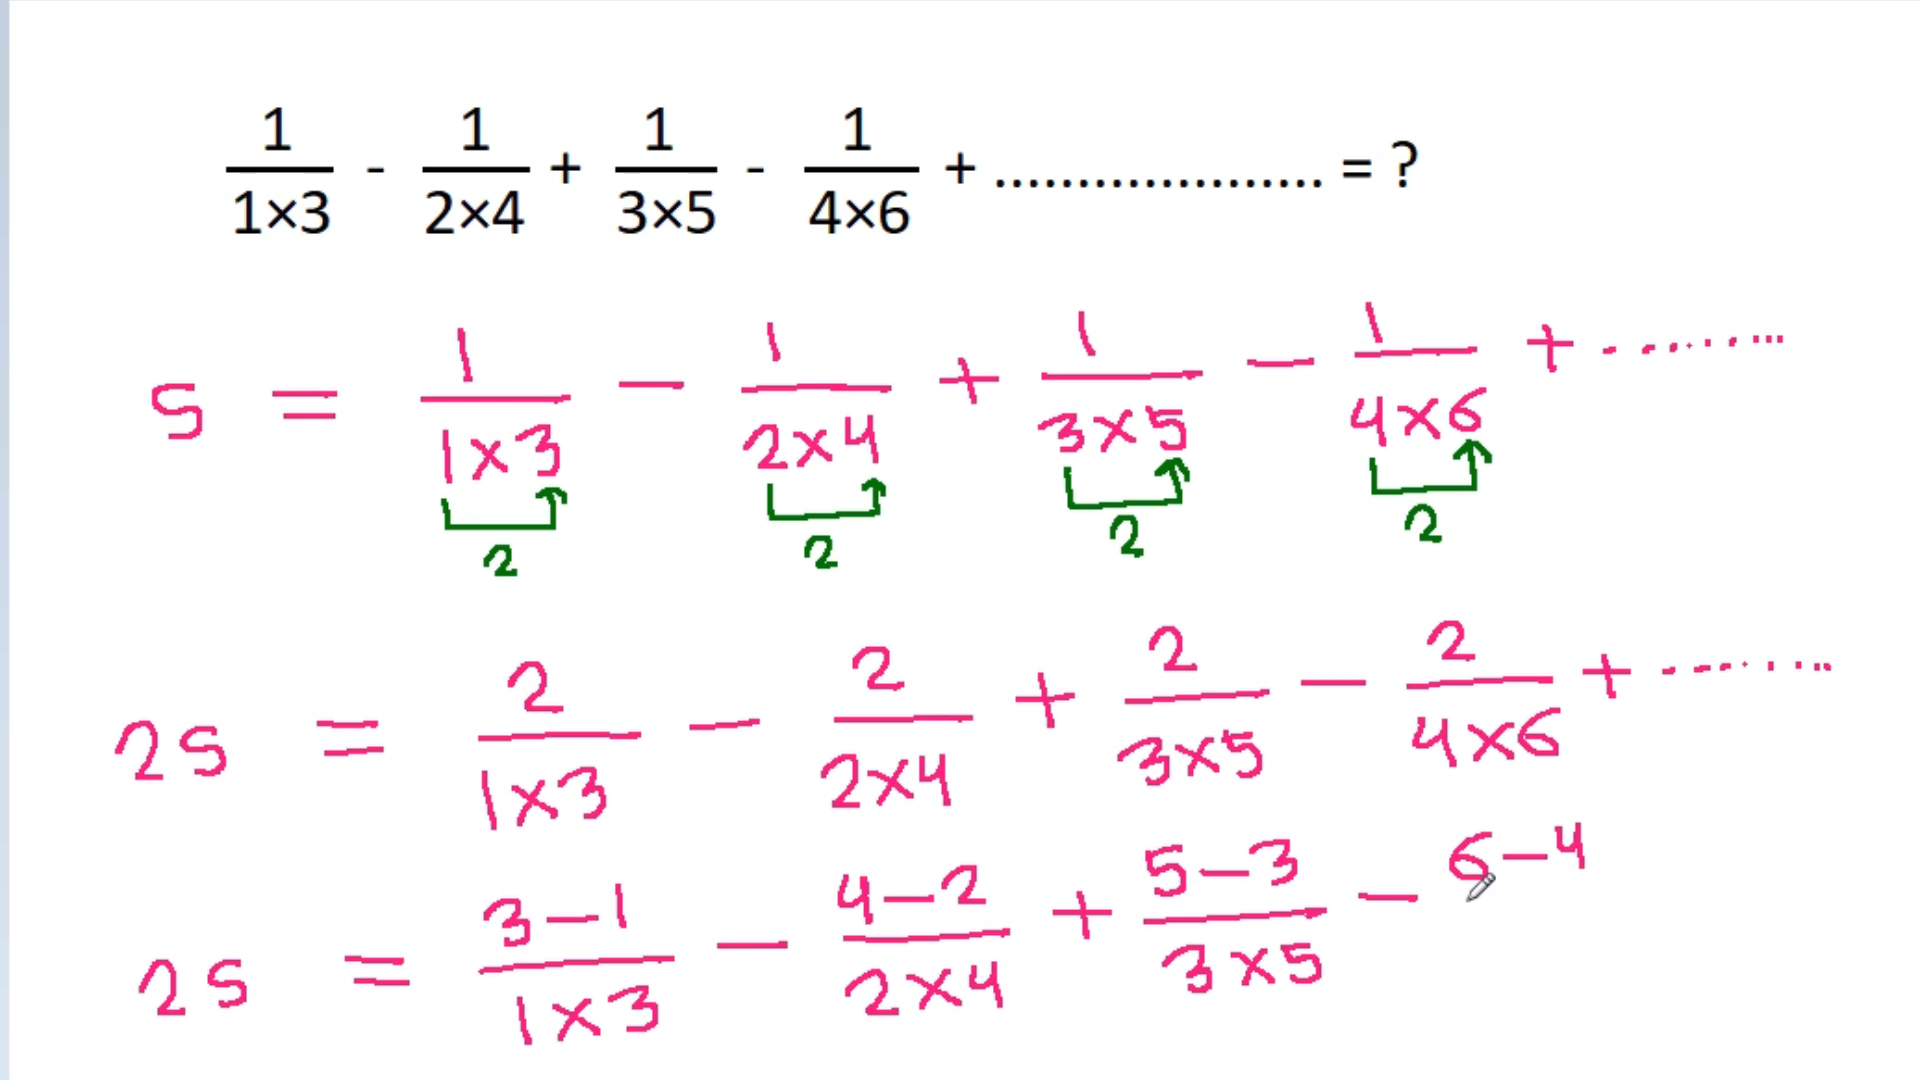 1/1×3 - 1/2×4 + 1/3×5 - 1/4×6 + .................... = ?
S = 1/1×3 - 1/2×4 + 1/3×5 - 1/4×6 + .........
2 2 2 2
2S = 2/1×3 - 2/2×4 + 2/3×5 - 2/4×6 + .........
2S = 3-1/1×3 - 4-2/2×4 + 5-3/3×5 - 6-4